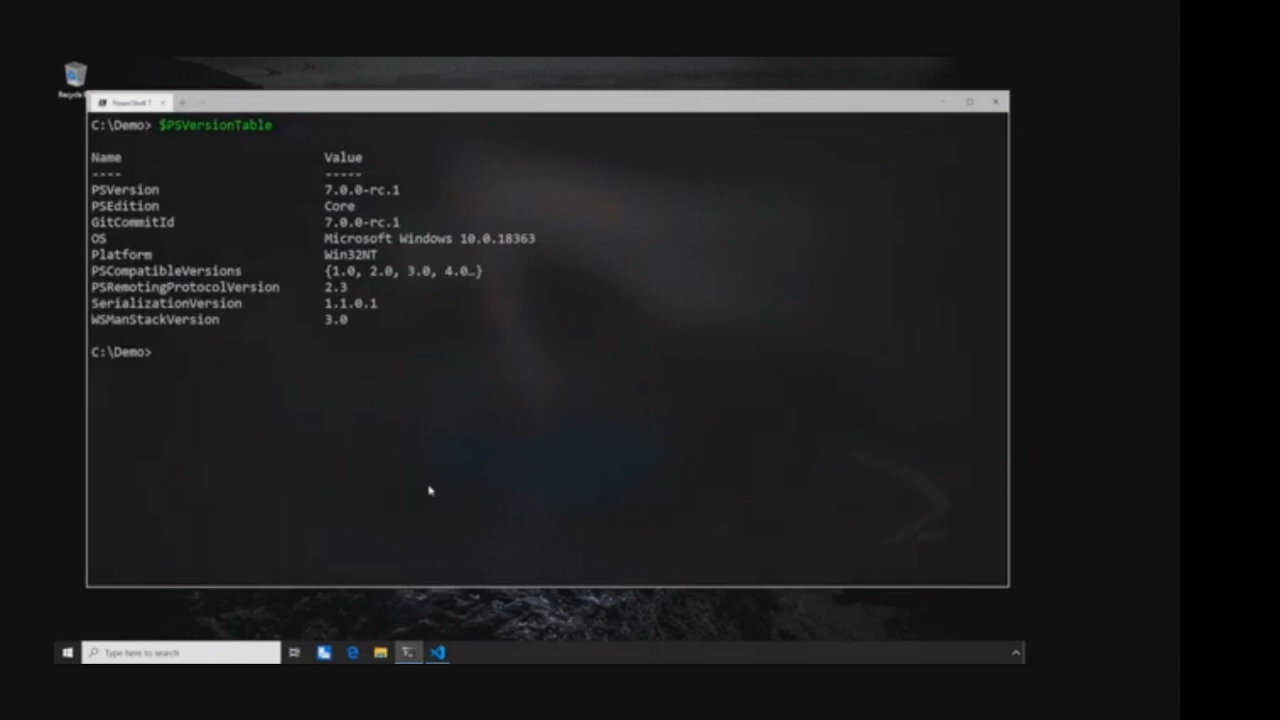 PowerShell 7
C:\Demo> $PSVersionTable
Name Value
---- -----
PSVersion 7.0.0-rc.1
PSEdition Core
GitCommitId 7.0.0-rc.1
OS Microsoft Windows 10.0.18363
Platform Win32NT
PSCompatibleVersions {1.0, 2.0, 3.0, 4.0…}
PSRemotingProtocolVersion 2.3
SerializationVersion 1.1.0.1
WSManStackVersion 3.0
C:\Demo>
Type here to search